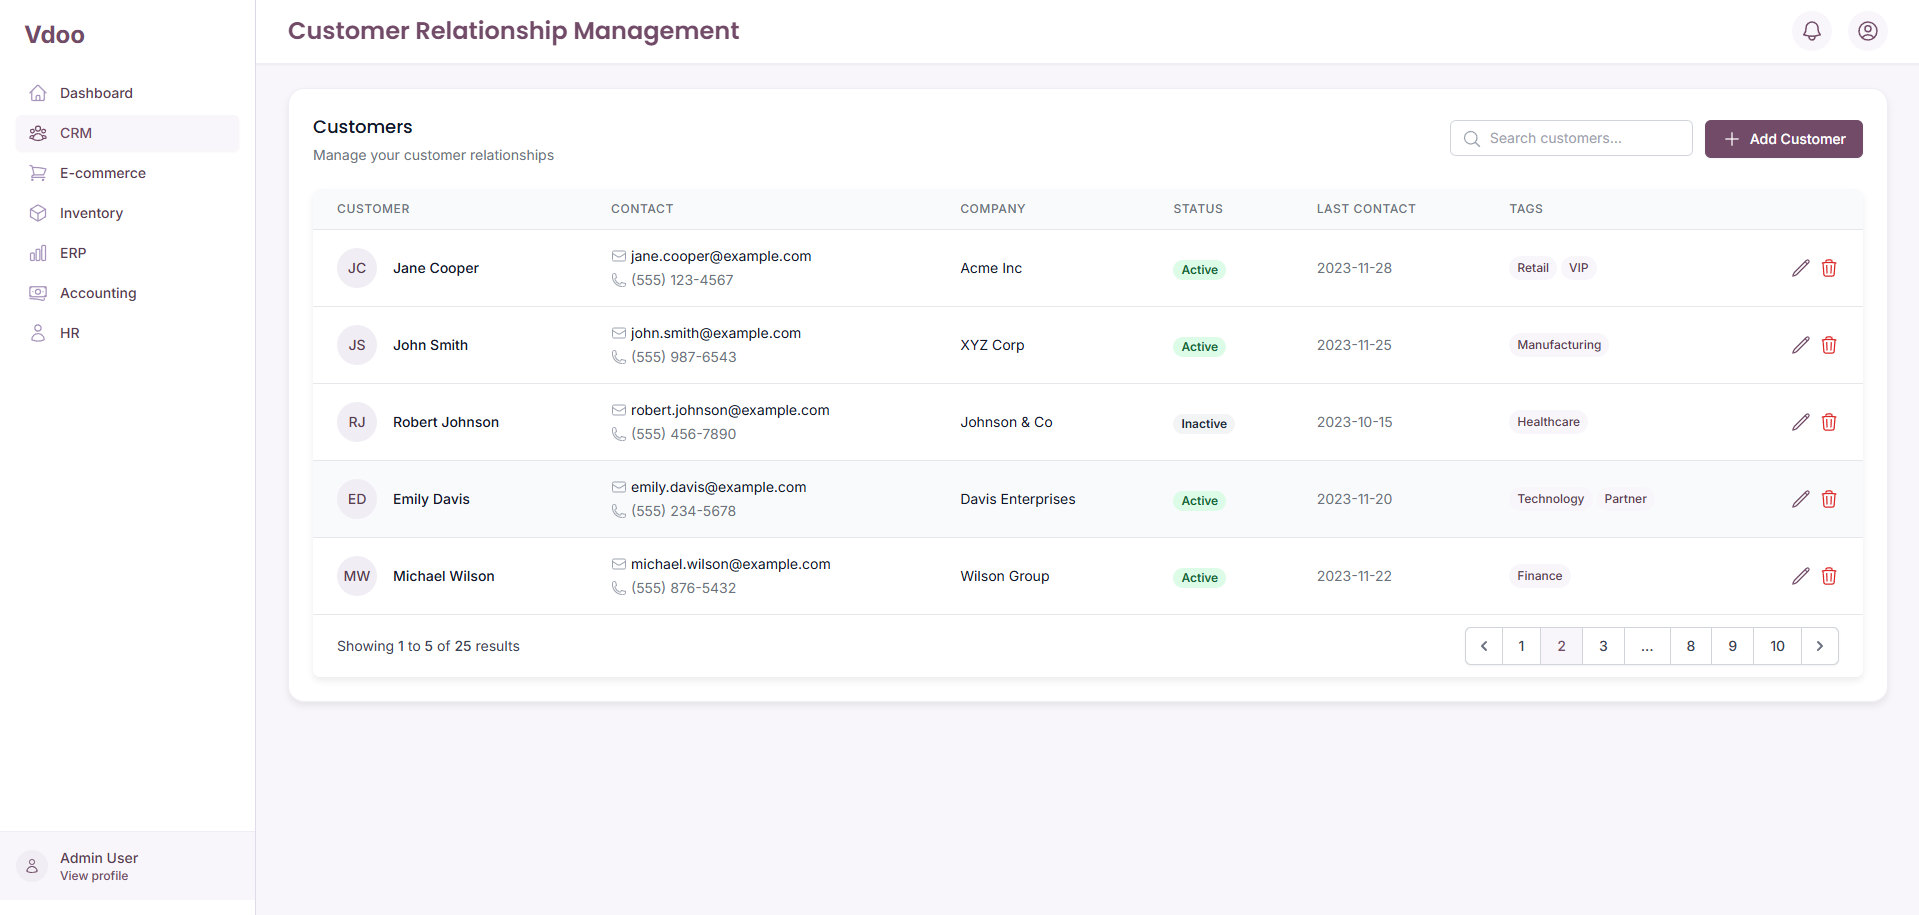 Vdoo
Dashboard
CRM
E-commerce
Inventory
ERP
Accounting
HR
Admin User
View profile
Customer Relationship Management
Customers
Manage your customer relationships
Search customers...
Add Customer
CUSTOMER CONTACT COMPANY STATUS LAST CONTACT TAGS
JC Jane Cooper jane.cooper@example.com (555) 123-4567 Acme Inc Active 2023-11-28 Retail VIP
JS John Smith john.smith@example.com (555) 987-6543 XYZ Corp Active 2023-11-25 Manufacturing
RJ Robert Johnson robert.johnson@example.com (555) 456-7890 Johnson & Co Inactive 2023-10-15 Healthcare
ED Emily Davis emily.davis@example.com (555) 234-5678 Davis Enterprises Active 2023-11-20 Technology Partner
MW Michael Wilson michael.wilson@example.com (555) 876-5432 Wilson Group Active 2023-11-22 Finance
Showing 1 to 5 of 25 results
1 2 3 ... 8 9 10